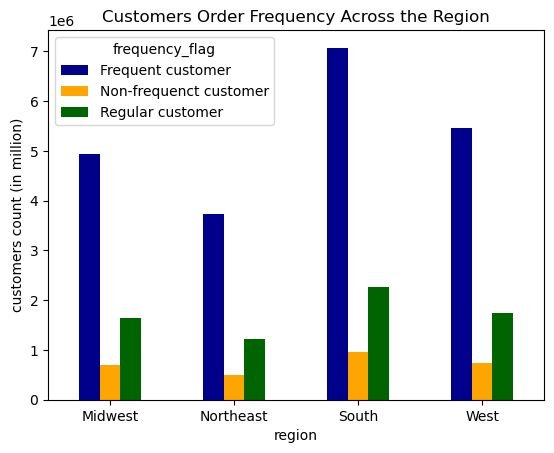 Customers Order Frequency Across the Region
1e6
frequency_flag
Frequent customer
Non-frequenct customer
Regular customer
customers count (in million)
7
6
5
4
3
2
1
0
Midwest Northeast South West
region